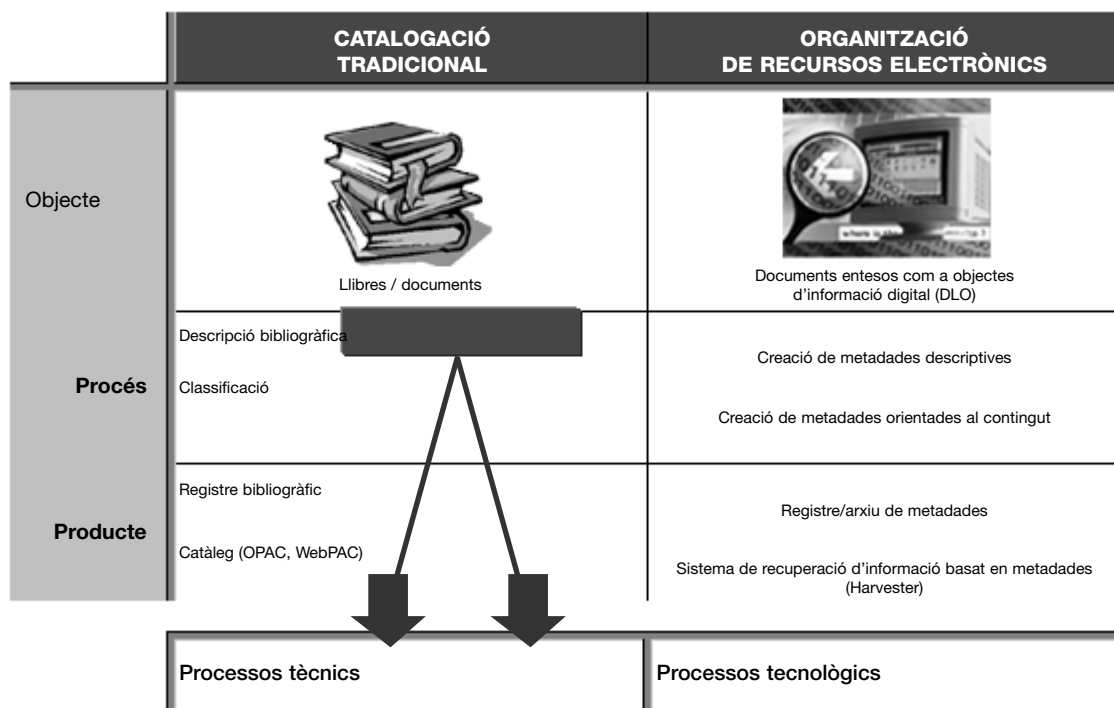 CATALOGACIÓ
TRADICIONAL
ORGANITZACIÓ
DE RECURSOS ELECTRÒNICS
Objecte
Llibres / documents
Documents entesos com a objectes
d’informació digital (DLO)
Procés
Descripció bibliogràfica
Classificació
Creació de metadades descriptives
Creació de metadades orientades al contingut
Producte
Registre bibliogràfic
Catàleg (OPAC, WebPAC)
Registre/arxiu de metadades
Sistema de recuperació d’informació basat en metadades
(Harvester)
Processos tècnics
Processos tecnològics